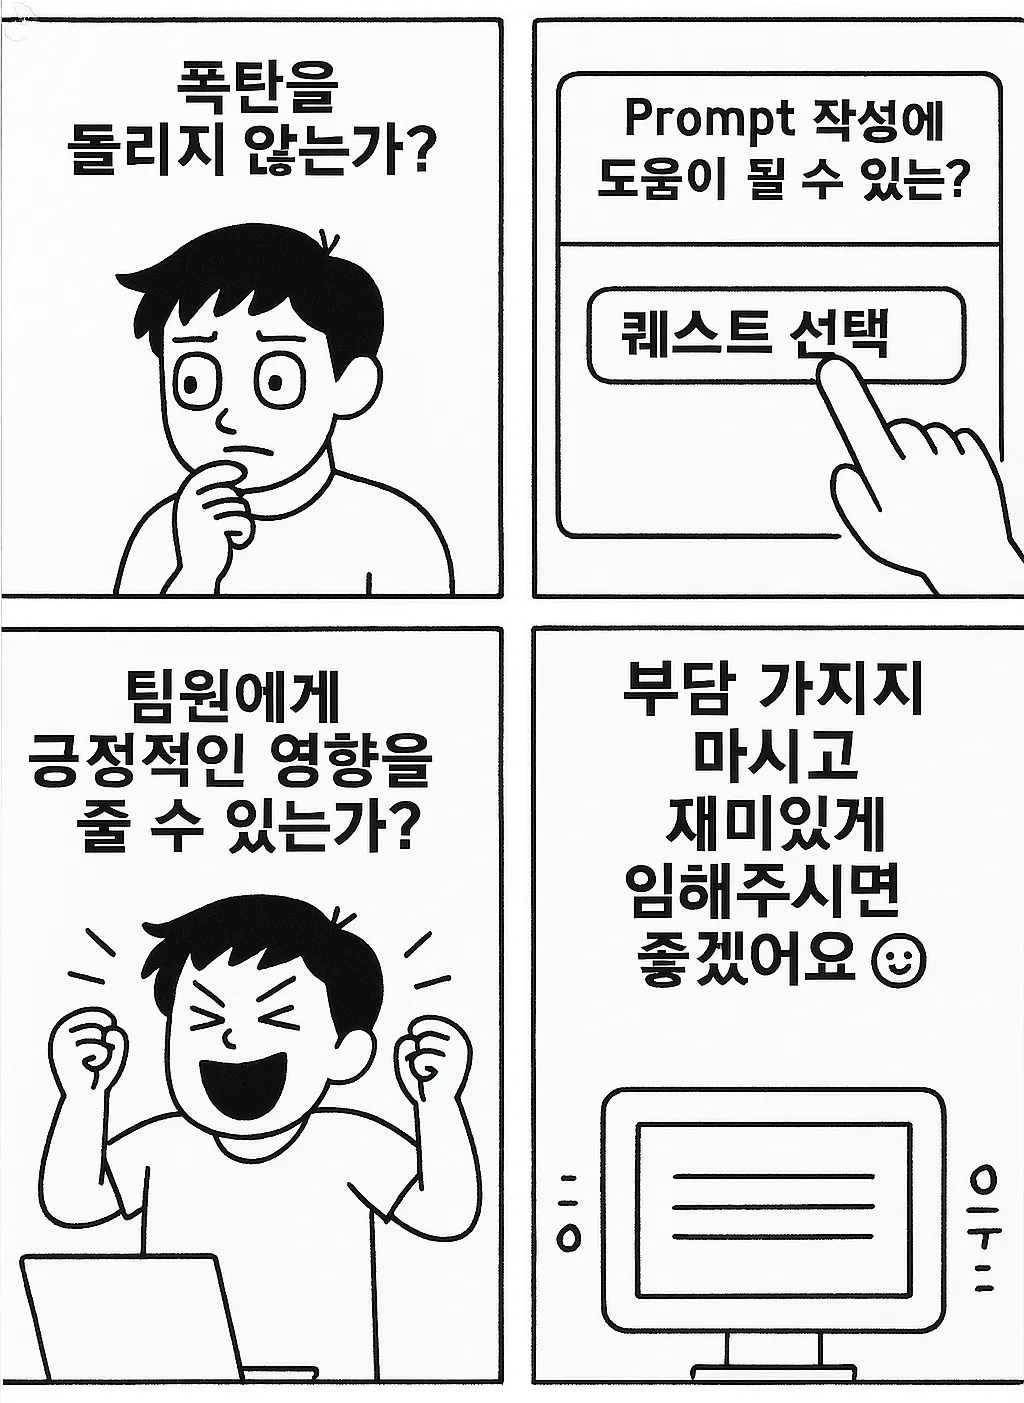 폭탄을
돌리지 않는가?
Prompt 작성에
도움이 될 수 있는?
퀘스트 선택
팀원에게
긍정적인 영향을
줄 수 있는가?
부담 가지지
마시고
재미있게
임해주시면
좋겠어요